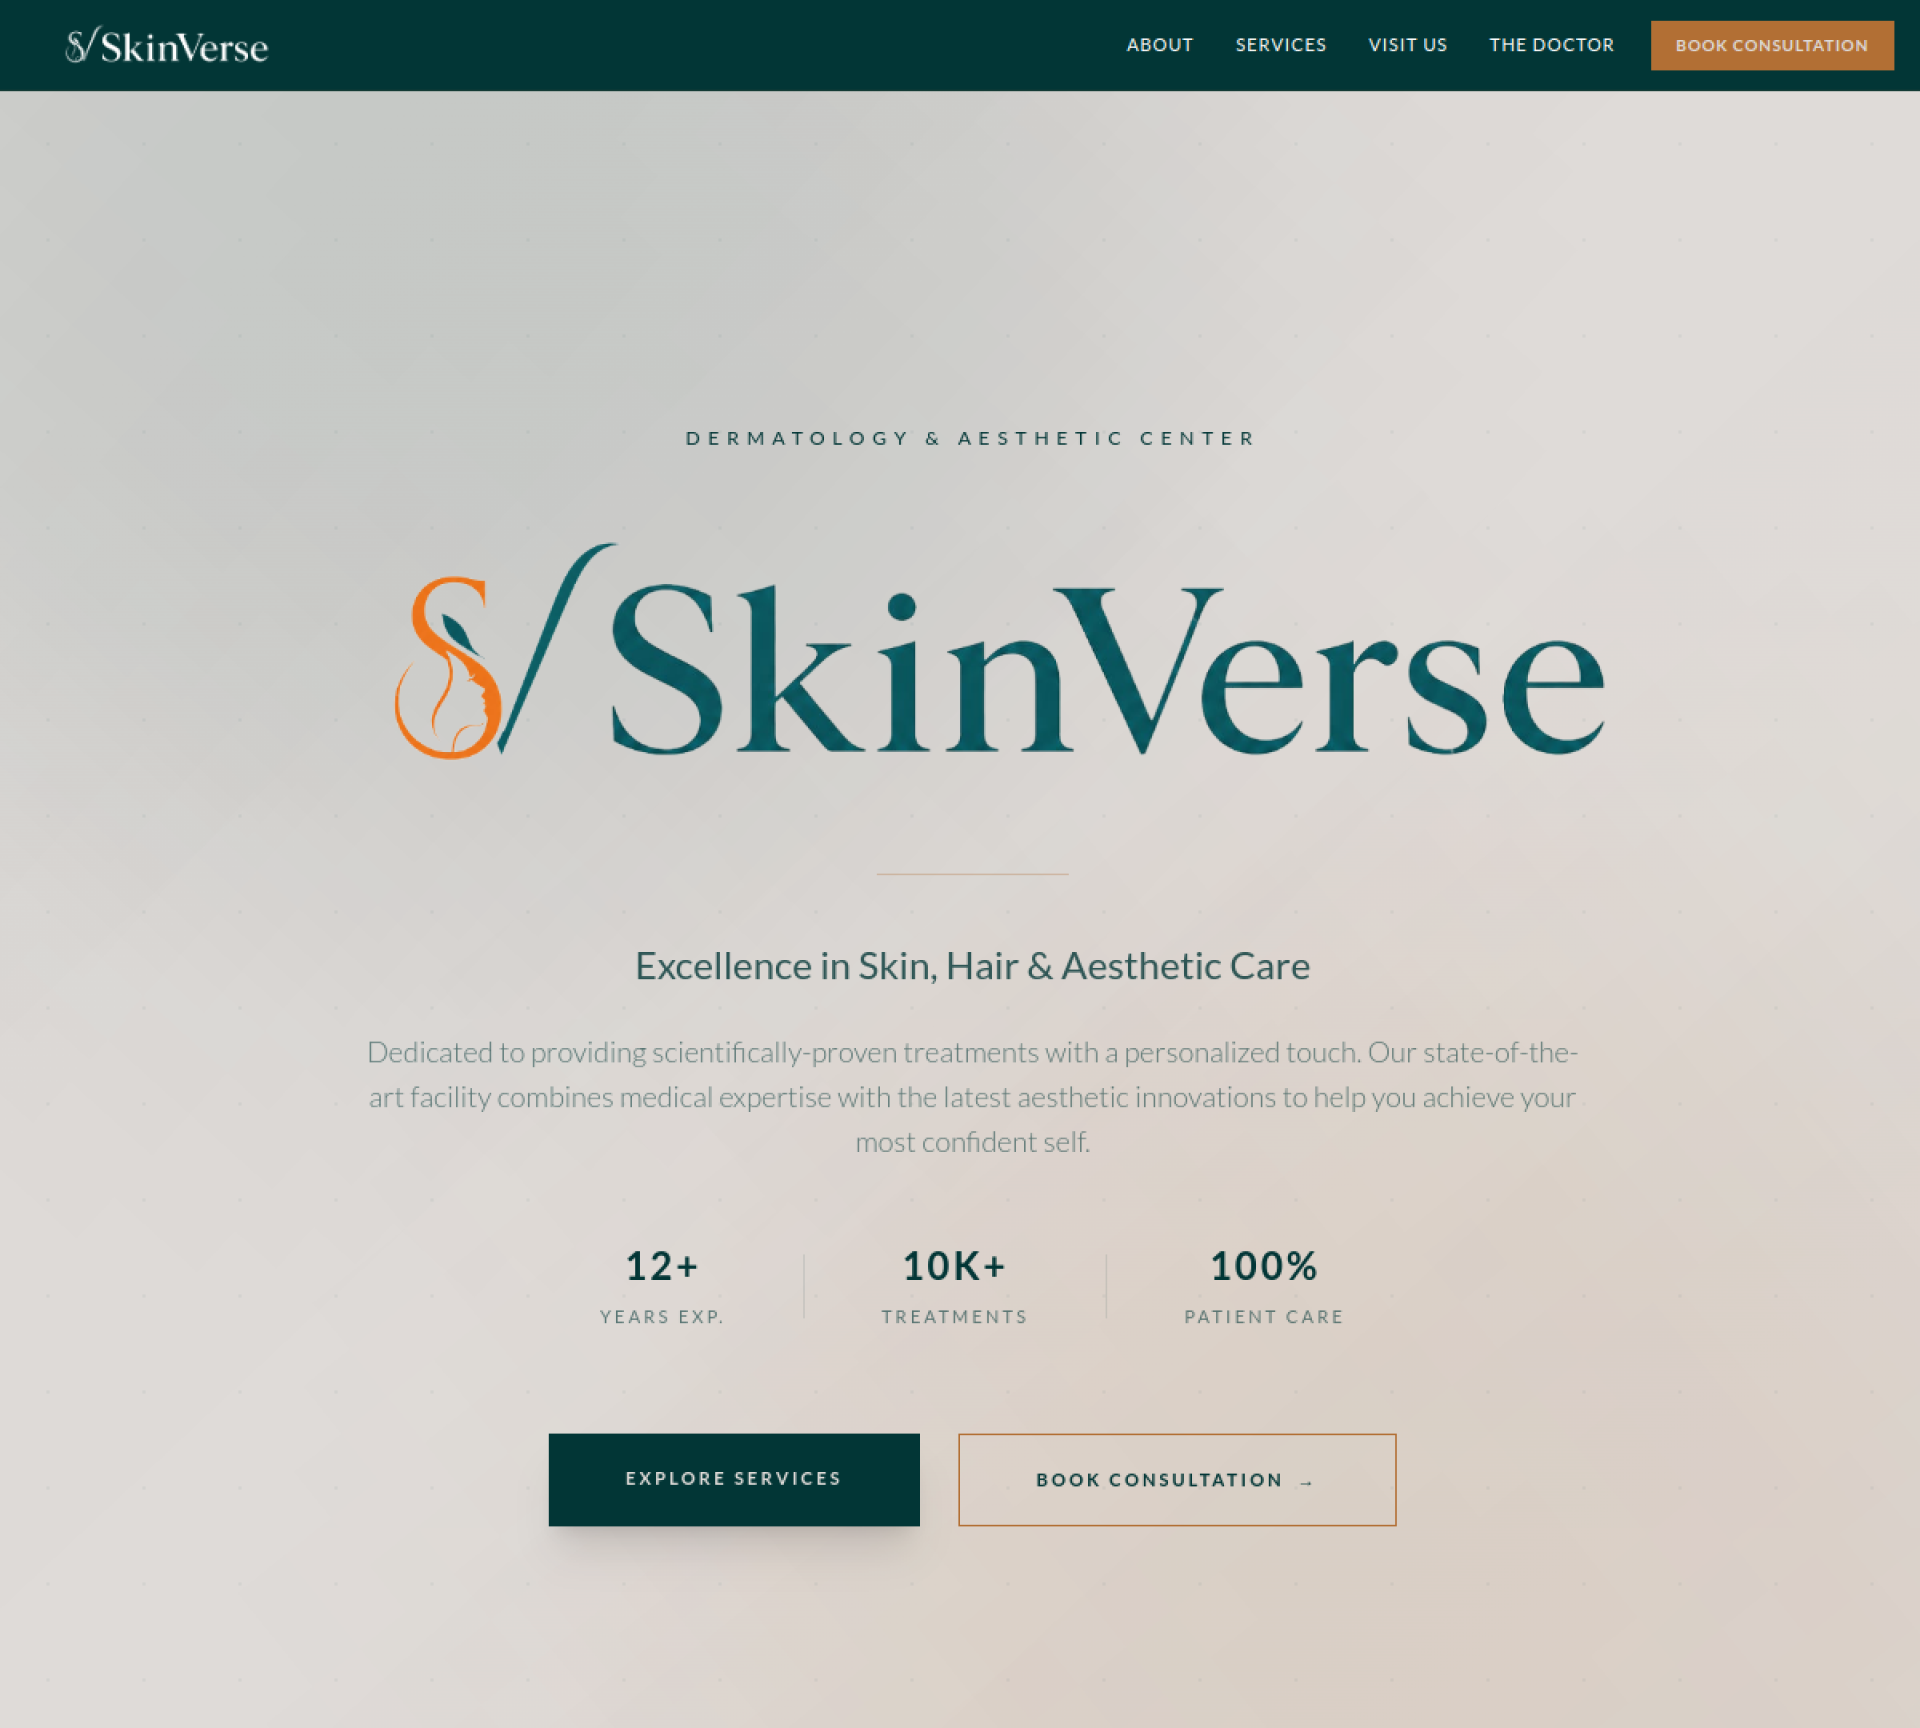 SkinVerse
ABOUT
SERVICES
VISIT US
THE DOCTOR
BOOK CONSULTATION
DERMATOLOGY & AESTHETIC CENTER
SkinVerse
Excellence in Skin, Hair & Aesthetic Care
Dedicated to providing scientifically-proven treatments with a personalized touch. Our state-of-the-
art facility combines medical expertise with the latest aesthetic innovations to help you achieve your
most confident self.
12+
YEARS EXP.
10K+
TREATMENTS
100%
PATIENT CARE
EXPLORE SERVICES
BOOK CONSULTATION →